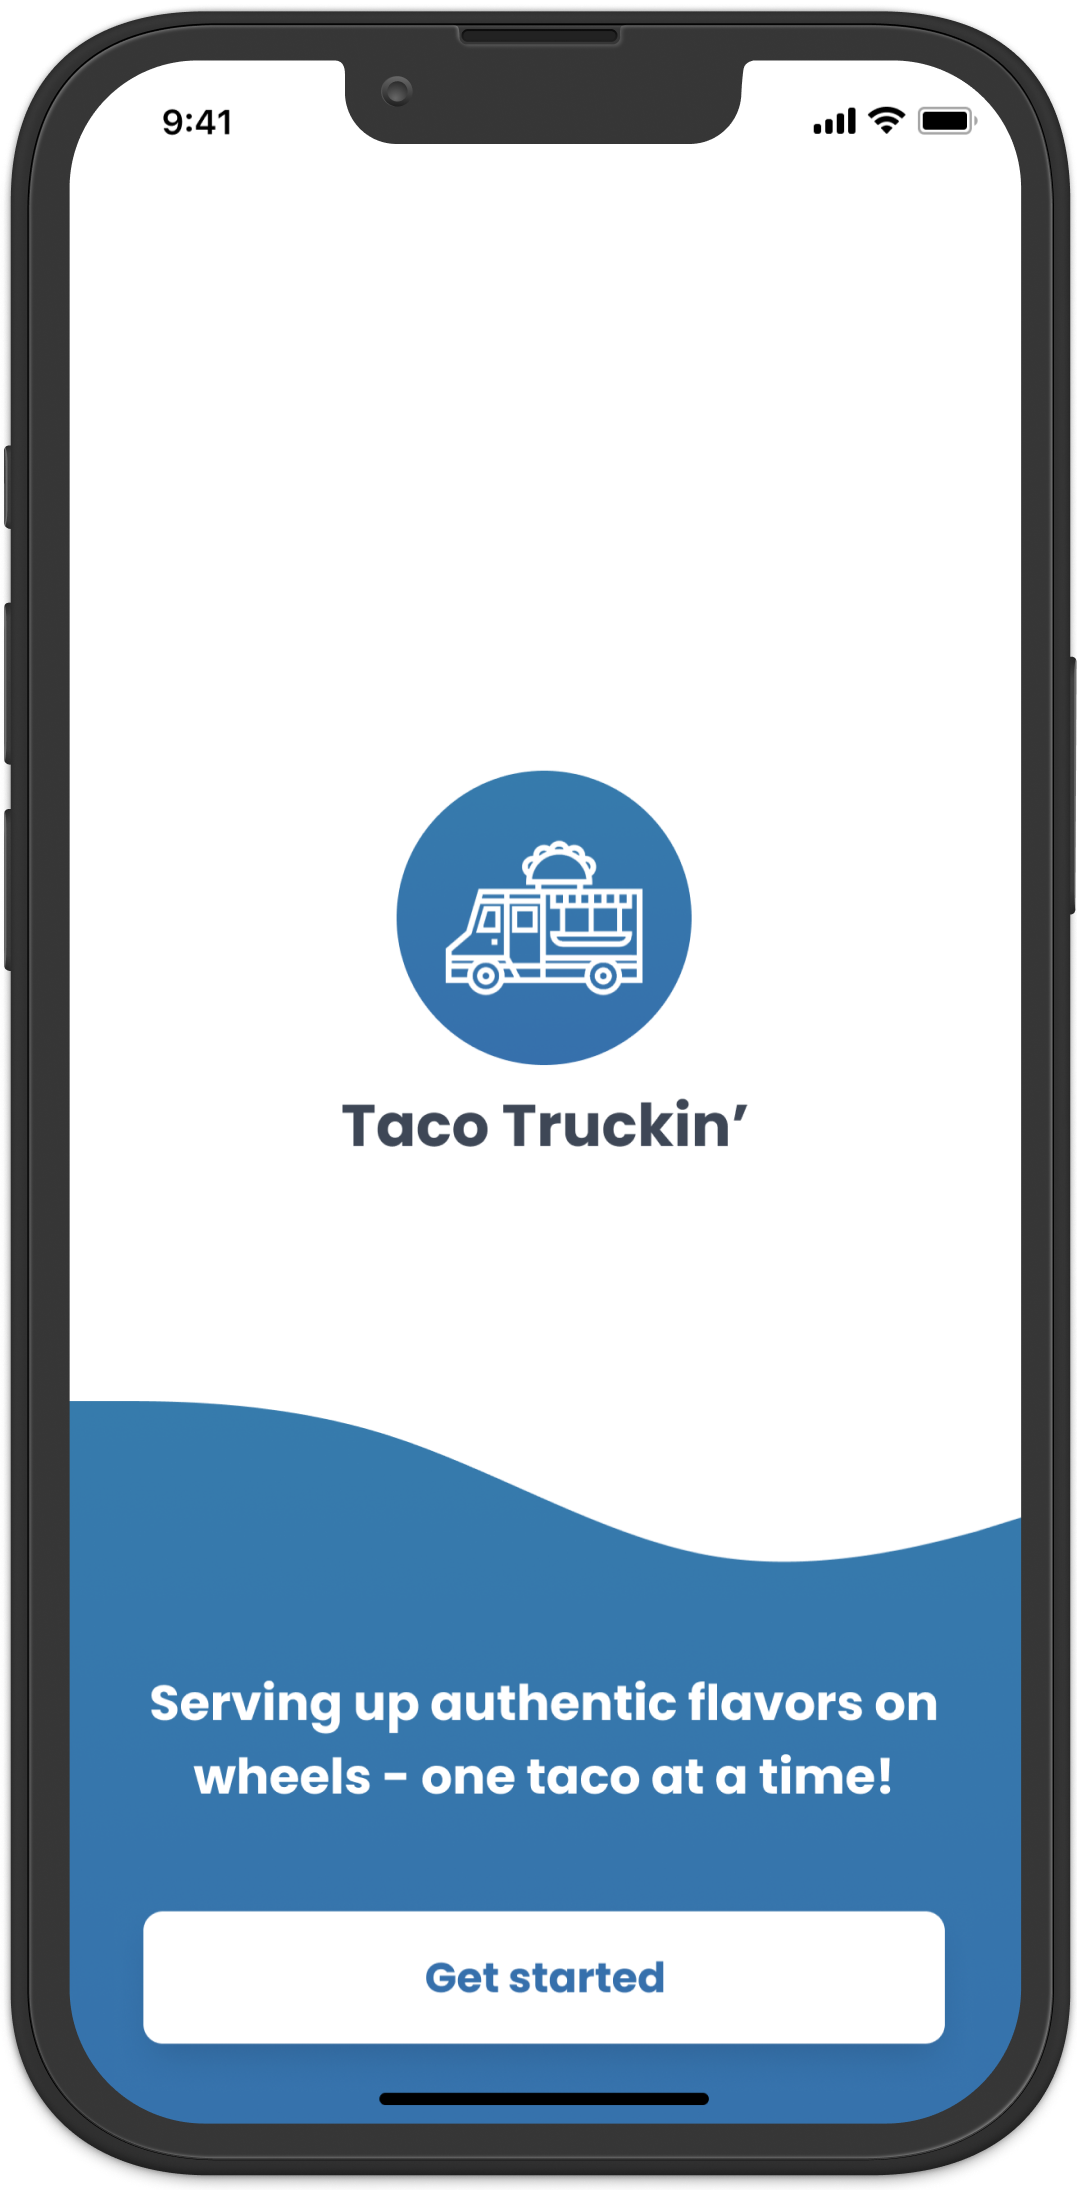 9:41
Taco Truckin’
Serving up authentic flavors on
wheels - one taco at a time!
Get started